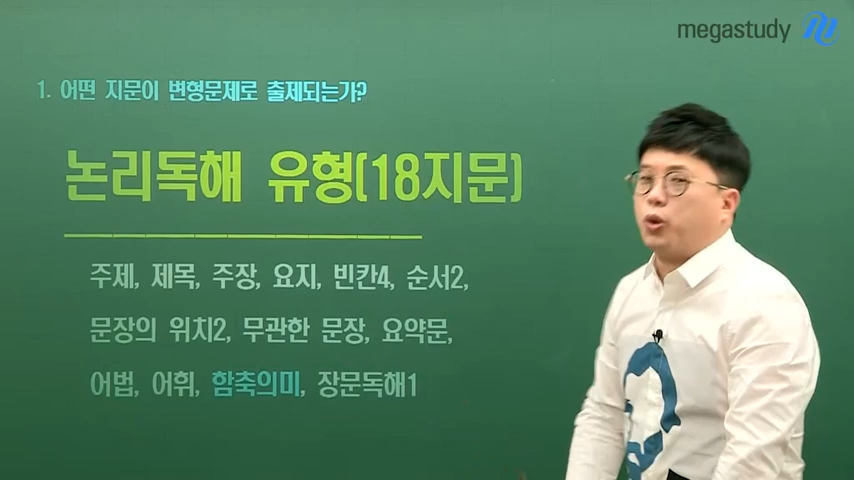 megastudy
1. 어떤 지문이 변형문제로 출제되는가?
논리독해 유형(18지문)
주제, 제목, 주장, 요지, 빈칸4, 순서2,
문장의 위치2, 무관한 문장, 요약문,
어법, 어휘, 함축의미, 장문독해1